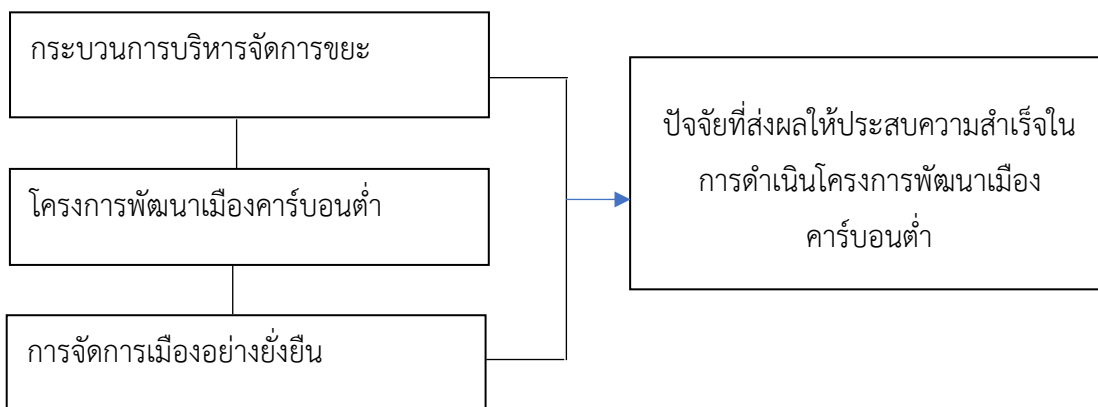 กระบวนการบริหารจัดการขยะ
โครงการพัฒนาเมืองคาร์บอนต่ำ
การจัดการเมืองอย่างยั่งยืน
ปัจจัยที่ส่งผลให้ประสบความสำเร็จใน
การดำเนินโครงการพัฒนาเมือง
คาร์บอนต่ำ